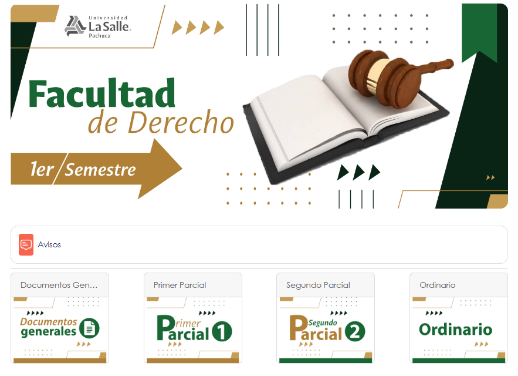 Universidad
La Salle
Pachuca
Facultad
de Derecho
1er/Semestre
Avisos
Documentos Gen...
Primer Parcial
Segundo Parcial
Ordinario
Documentos
generales
Primer
Parcial 1
Segundo
Parcial 2
Ordinario